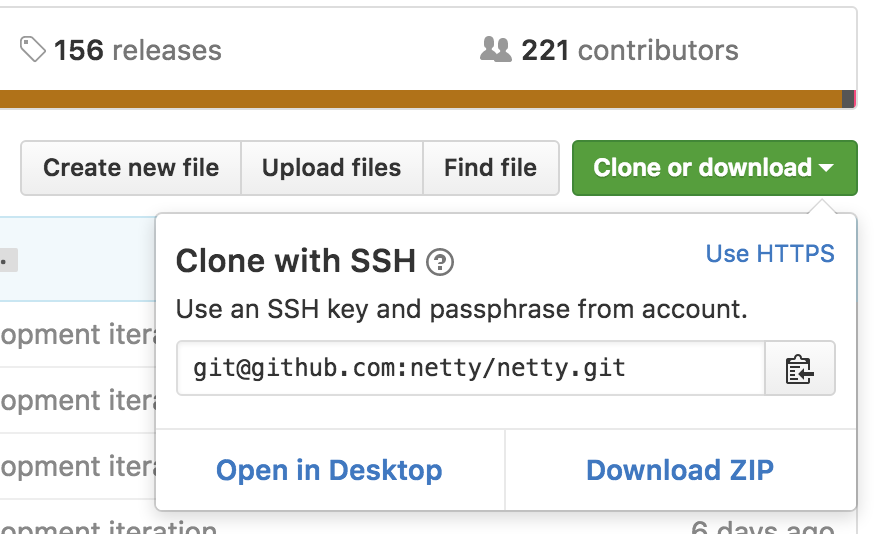 156 releases
221 contributors
Create new file
Upload files
Find file
Clone or download
Clone with SSH ?
Use HTTPS
Use an SSH key and passphrase from account.
git@github.com:netty/netty.git
Open in Desktop
Download ZIP
opment itera
opment itera
opment itera
opment iteration
6 days ago